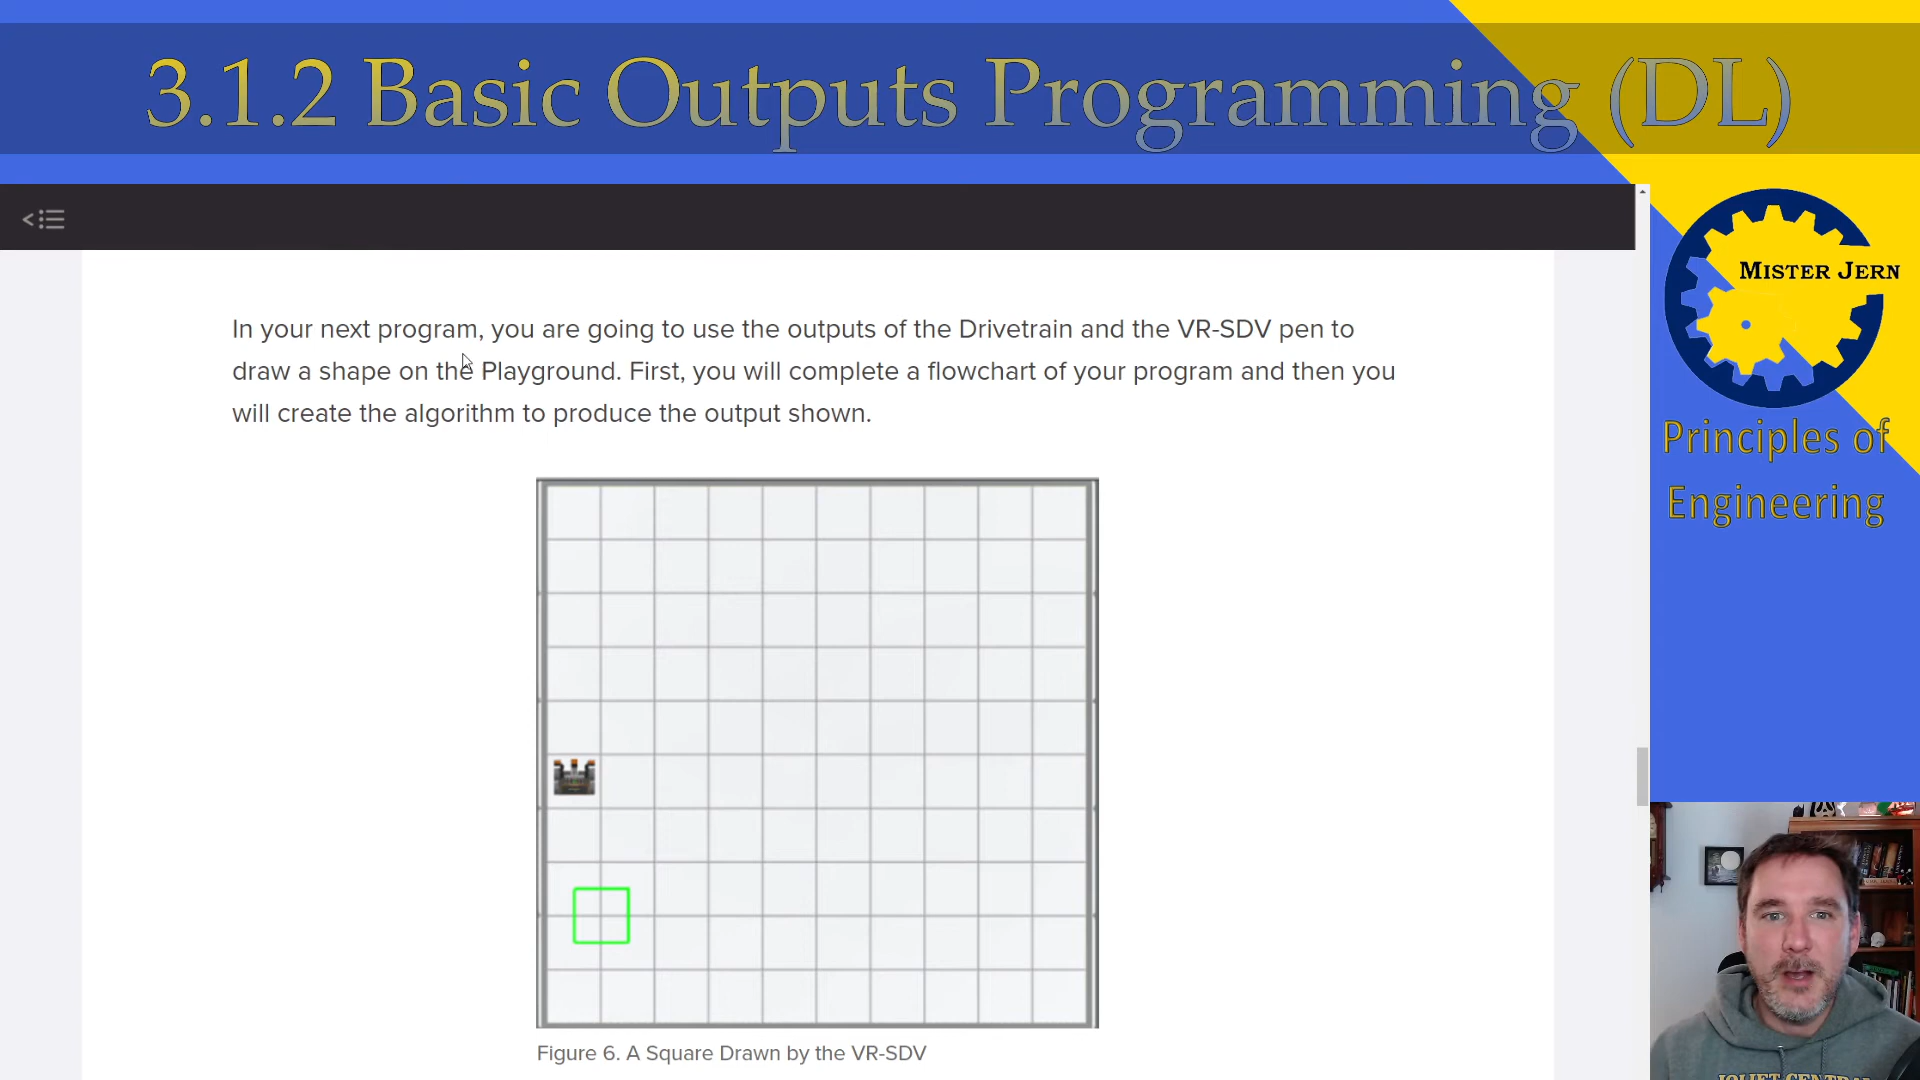 3.1.2 Basic Outputs Programming (DL)
MISTER JERN
Principles of
Engineering
In your next program, you are going to use the outputs of the Drivetrain and the VR-SDV pen to
draw a shape on the Playground. First, you will complete a flowchart of your program and then you
will create the algorithm to produce the output shown.
Figure 6. A Square Drawn by the VR-SDV
JOLIET CENTRAL